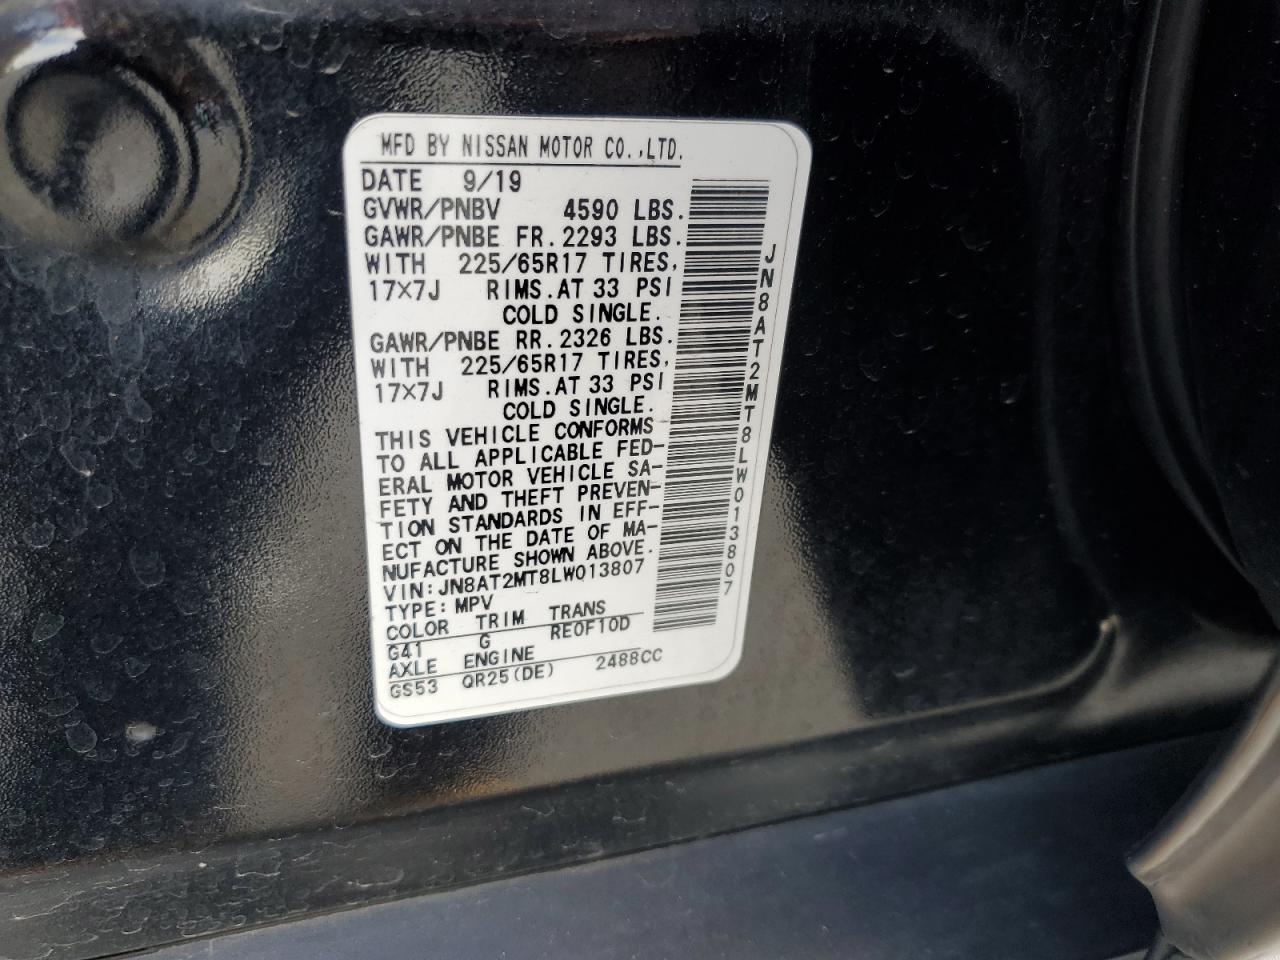 MFD BY NISSAN MOTOR CO.,LTD.
DATE 9/19
GVWR/PNBV 4590 LBS.
GAWR/PNBE FR. 2293 LBS.
WITH 225/65R17 TIRES,
17×7J RIMS. AT 33 PSI
COLD SINGLE.
GAWR/PNBE RR. 2326 LBS.
WITH 225/65R17 TIRES,
17×7J RIMS. AT 33 PSI
COLD SINGLE.
THIS VEHICLE CONFORMS
TO ALL APPLICABLE FED-
ERAL MOTOR VEHICLE SA-
FETY AND THEFT PREVEN-
TION STANDARDS IN EFF-
ECT ON THE DATE OF MA-
NUFACTURE SHOWN ABOVE.
VIN: JN8AT2MT8LW013807
TYPE: MPV
COLOR TRIM TRANS
G41 G RE0F10D
AXLE ENGINE
GS53 QR25(DE) 2488CC
JN8AT2MT8LW013807